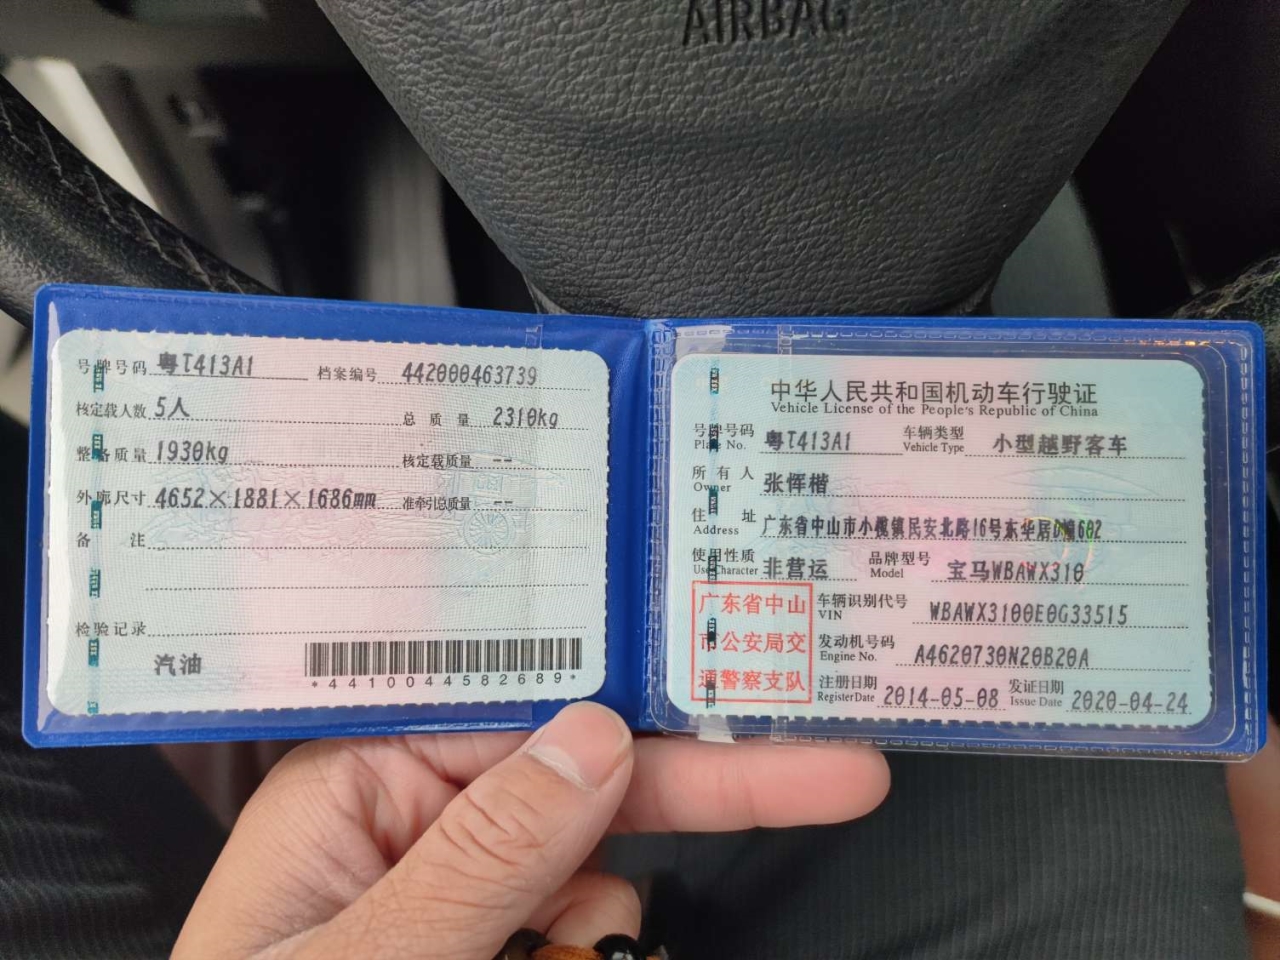 AIRBAG
号牌号码 粤T413A1 档案编号 442000463739
核定载人数 5人 总质量 2310kg
整备质量 1930kg 核定载质量 --
外廓尺寸 4652×1881×1686mm 准牵引总质量 --
备注
检验记录
汽油
*4410044582689*
中华人民共和国机动车行驶证
Vehicle License of the People's Republic of China
号牌号码 粤T413A1 车辆类型 小型越野客车
Plate No. Vehicle Type
所有人 张恽楷
Owner
住址 广东省中山市小榄镇民安北路16号东华居D幢602
Address
使用性质 非营运 品牌型号 宝马WBAWX310
Use Character Model
广东省中山
市公安局交
通警察支队
车辆识别代号 WBAWX3100E0G33515
VIN
发动机号码 A4620730N20B20A
Engine No.
注册日期 2014-05-08 发证日期 2020-04-24
Register Date Issue Date